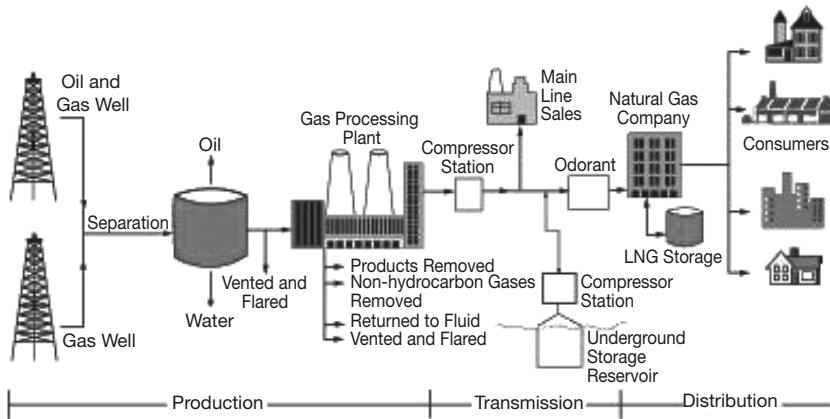 Oil and
Gas Well
Oil
Separation
Gas Well
Water
Vented and
Flared
Gas Processing
Plant
Products Removed
Non-hydrocarbon Gases
Removed
Returned to Fluid
Vented and Flared
Compressor
Station
Main
Line
Sales
Odorant
Compressor
Station
Underground
Storage
Reservoir
Natural Gas
Company
LNG Storage
Consumers
Production
Transmission
Distribution